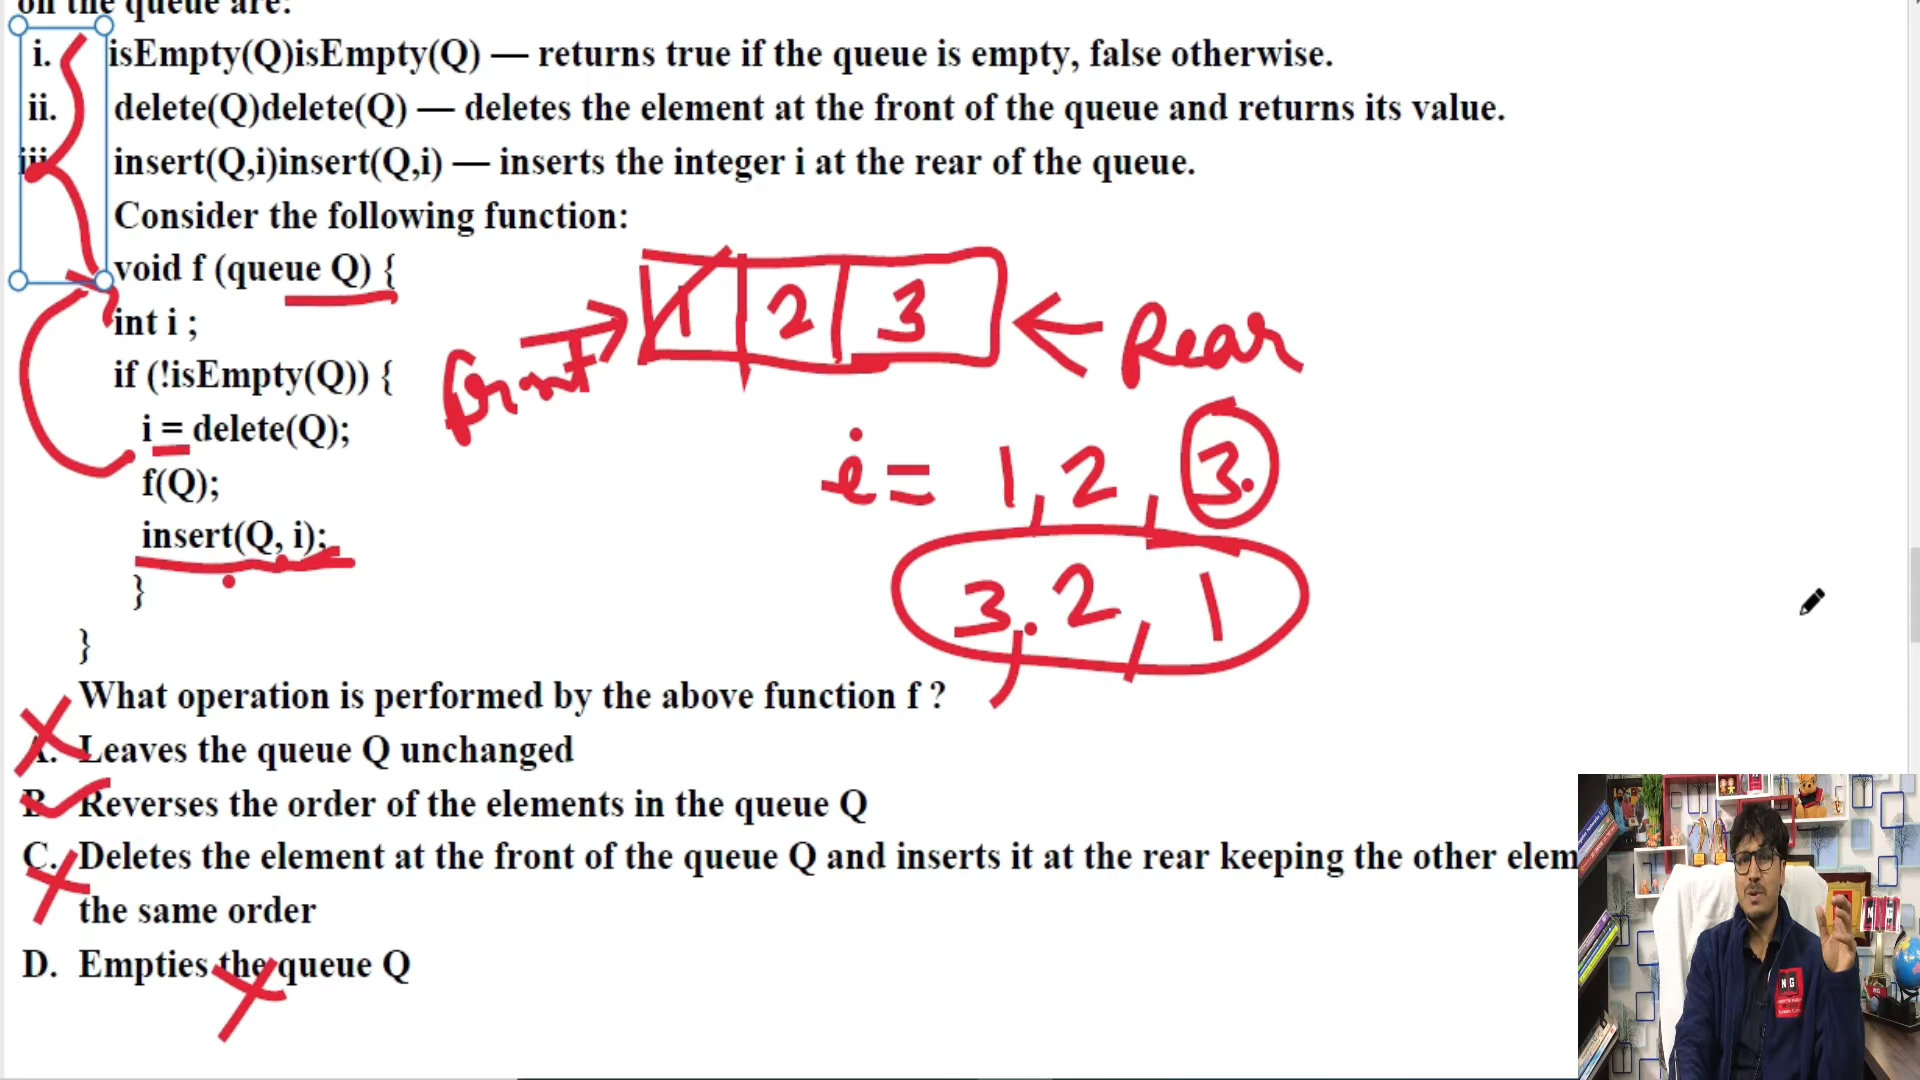 on the queue are:
i. isEmpty(Q)isEmpty(Q) — returns true if the queue is empty, false otherwise.
ii. delete(Q)delete(Q) — deletes the element at the front of the queue and returns its value.
iii. insert(Q,i)insert(Q,i) — inserts the integer i at the rear of the queue.
Consider the following function:
void f (queue Q) {
int i ;
1 2 3
front
Rear
if (!isEmpty(Q)) {
i = delete(Q);
i = 1, 2, 3.
f(Q);
insert(Q, i);
3, 2, 1
}
}
What operation is performed by the above function f ?
A. Leaves the queue Q unchanged
B. Reverses the order of the elements in the queue Q
C. Deletes the element at the front of the queue Q and inserts it at the rear keeping the other elem
the same order
D. Empties the queue Q
NG